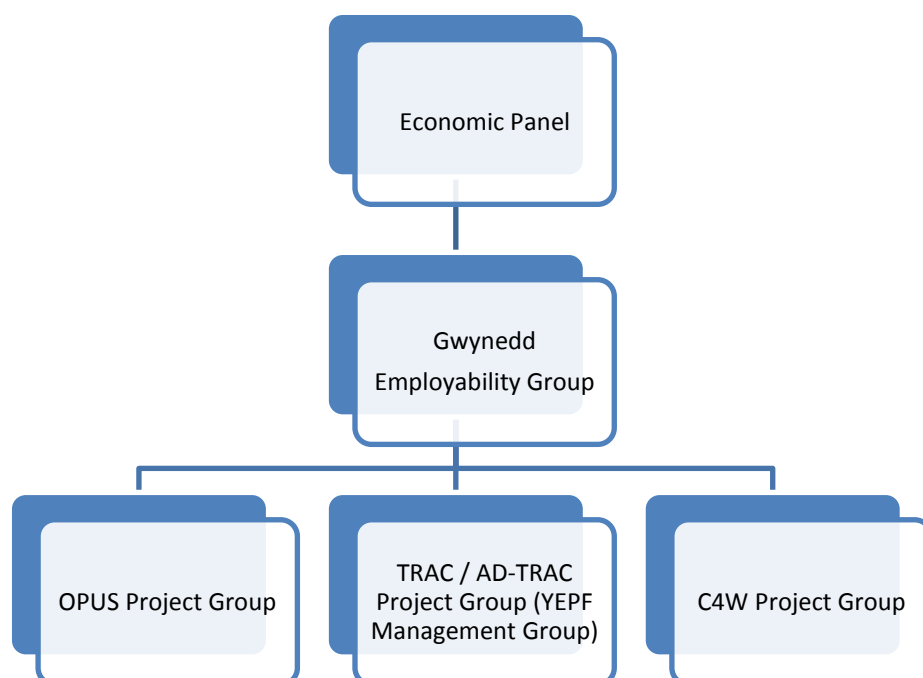 Economic Panel
Gwynedd
Employability Group
OPUS Project Group
TRAC / AD-TRAC
Project Group (YEPF
Management Group)
C4W Project Group